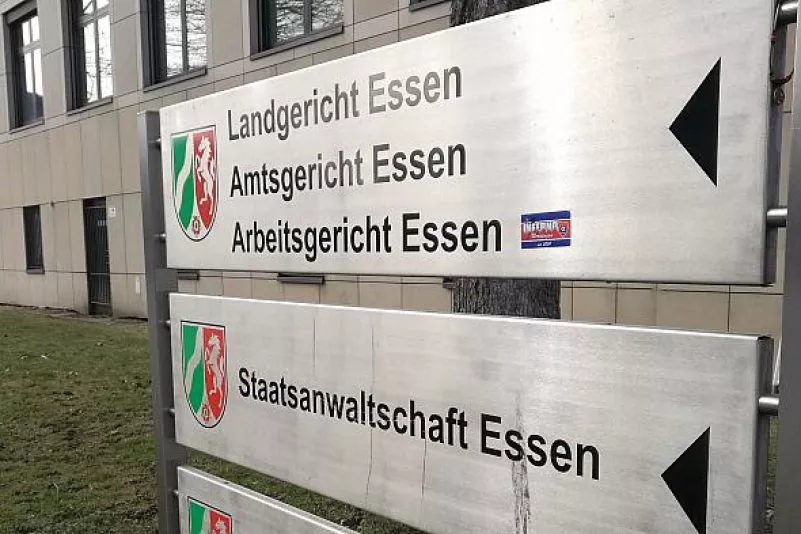 Landgericht Essen
Amtsgericht Essen
Arbeitsgericht Essen
Staatsanwaltschaft Essen